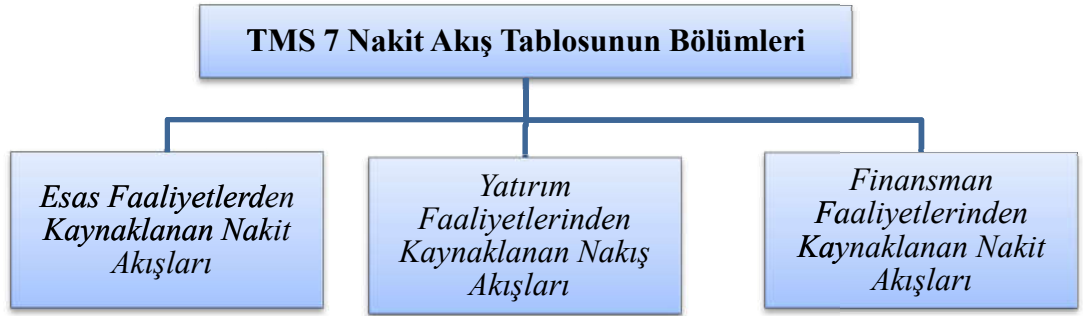 TMS 7 Nakit Akış Tablosunun Bölümleri
Esas Faaliyetlerden
Kaynaklanan Nakit
Akışları
Yatırım
Faaliyetlerinden
Kaynaklanan Nakış
Akışları
Finansman
Faaliyetlerinden
Kaynaklanan Nakit
Akışları